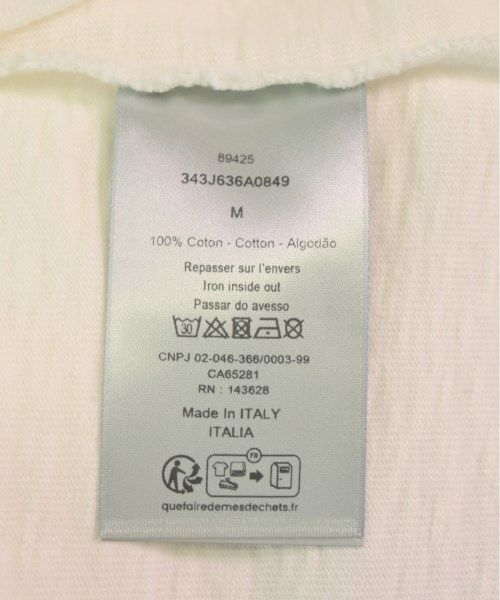 89425
343J636A0849
M
100% Coton - Cotton - Algodão
Repasser sur l'envers
Iron inside out
Passar do avesso
30
CNPJ 02-046-366/0003-99
CA65281
RN : 143628
Made In ITALY
ITALIA
FR
quefairedemesdechets.fr